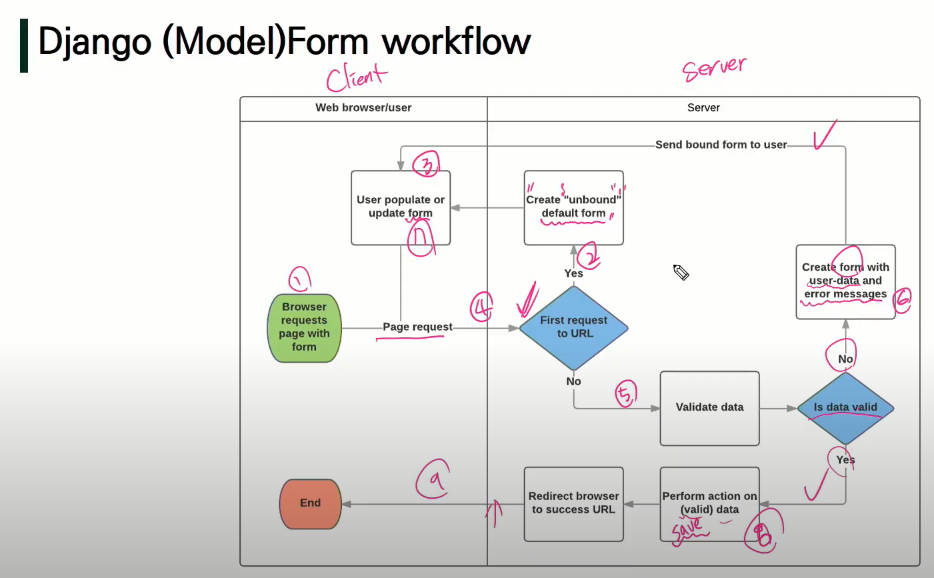 Django (Model)Form workflow
Client
Server
Web browser/user
Server
Send bound form to user
3
User populate or
update form
7
Create "unbound"
default form
2
Yes
1
Browser
requests
page with
form
Page request
4
First request
to URL
No
5
Validate data
Create form with
user-data and
error messages
6
No
Is data valid
Yes
End
9
Redirect browser
to success URL
Perform action on
(valid) data
save
8